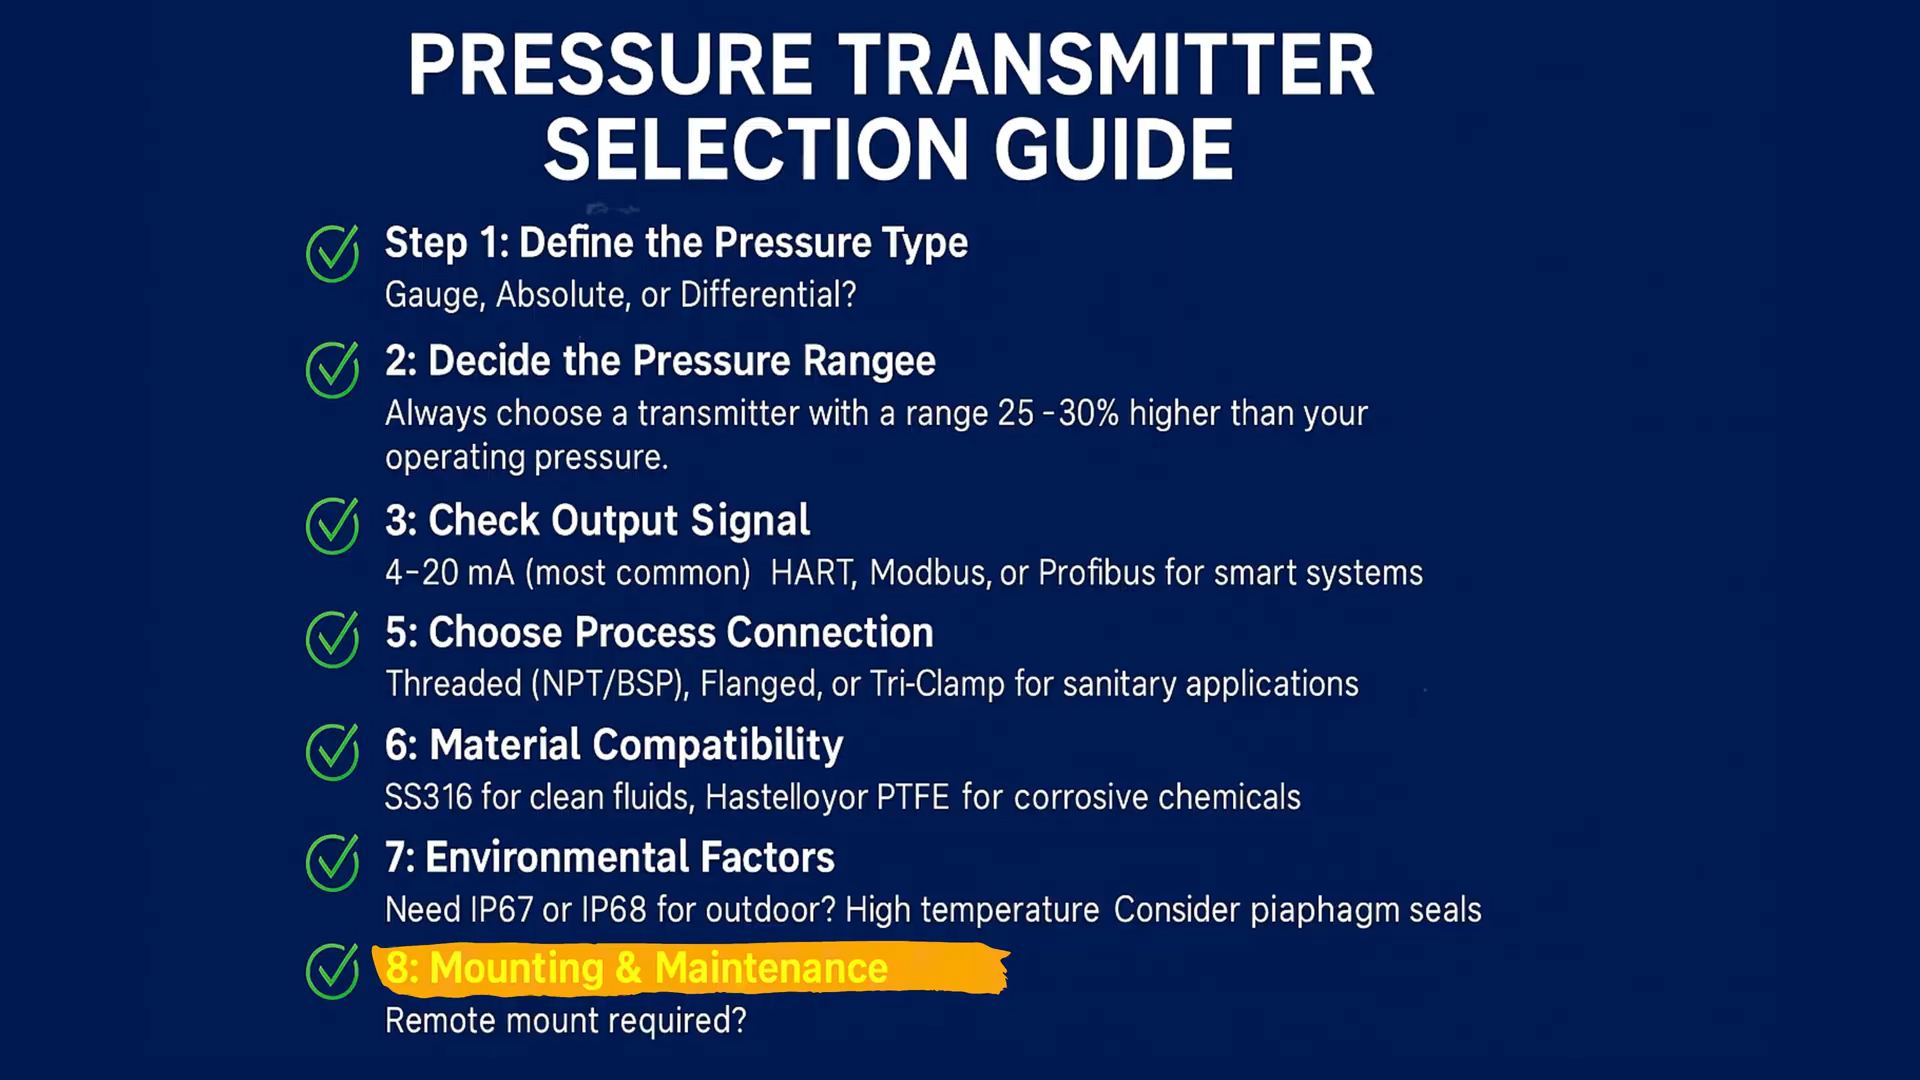 PRESSURE TRANSMITTER
SELECTION GUIDE
Step 1: Define the Pressure Type
Gauge, Absolute, or Differential?
2: Decide the Pressure Rangee
Always choose a transmitter with a range 25-30% higher than your
operating pressure.
3: Check Output Signal
4-20 mA (most common) HART, Modbus, or Profibus for smart systems
5: Choose Process Connection
Threaded (NPT/BSP), Flanged, or Tri-Clamp for sanitary applications
6: Material Compatibility
SS316 for clean fluids, Hastelloyor PTFE for corrosive chemicals
7: Environmental Factors
Need IP67 or IP68 for outdoor? High temperature Consider piaphagm seals
8: Mounting & Maintenance
Remote mount required?